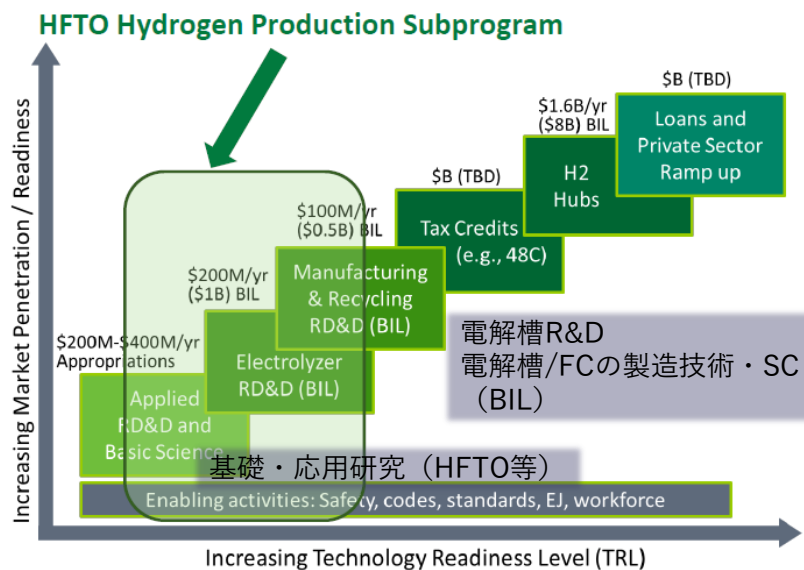 HFTO Hydrogen Production Subprogram
Increasing Market Penetration / Readiness
$B (TBD)
Loans and
Private Sector
Ramp up
$1.6B/yr
($8B) BIL
H2
Hubs
$B (TBD)
Tax Credits
(e.g., 48C)
$100M/yr
($0.5B) BIL
Manufacturing
& Recycling
RD&D (BIL)
$200M/yr
($1B) BIL
Electrolyzer
RD&D (BIL)
$200M-$400M/yr
Appropriations
Applied
RD&D and
Basic Science
電解槽R&D
電解槽/FCの製造技術・SC
（BIL）
基礎・応用研究（HFTO等）
Enabling activities: Safety, codes, standards, EJ, workforce
Increasing Technology Readiness Level (TRL)